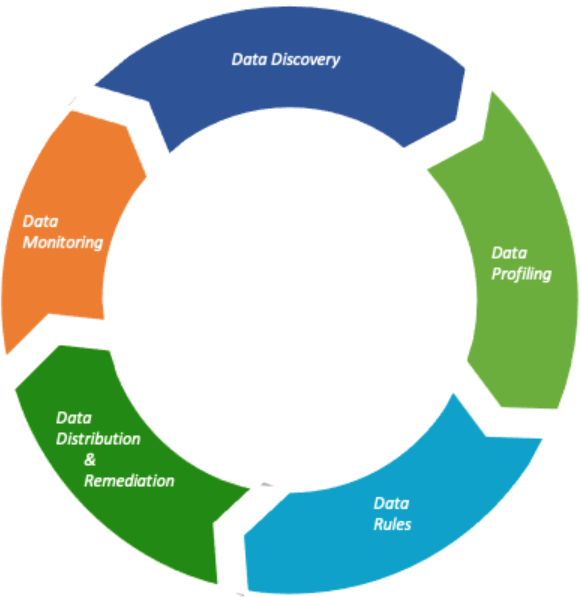 Data Discovery
Data
Profiling
Data
Rules
Data
Distribution
&
Remediation
Data
Monitoring